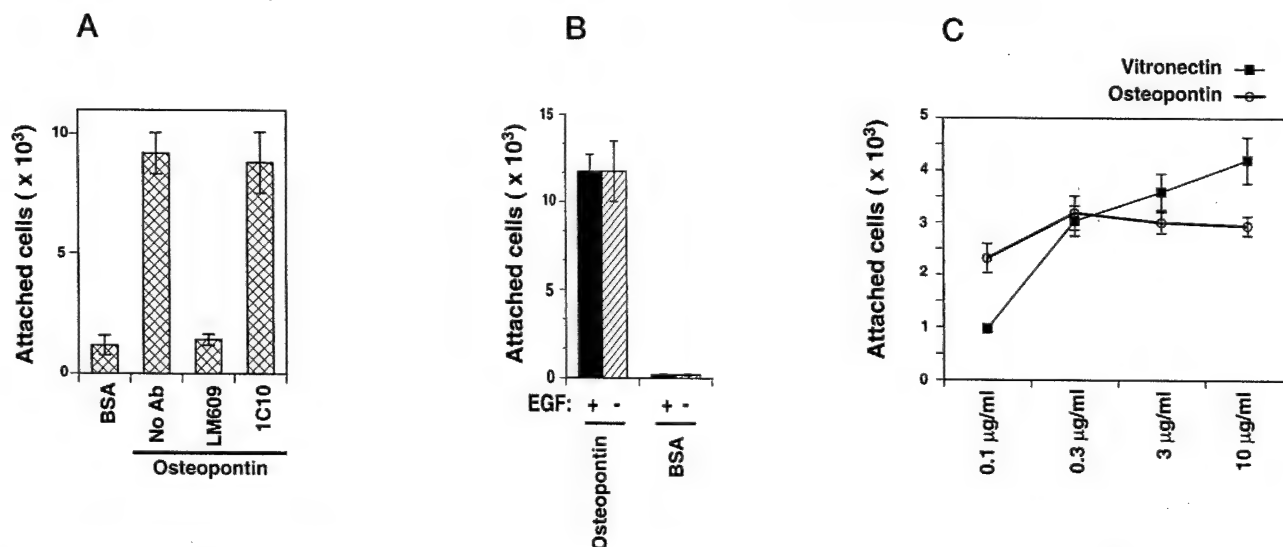 A
Attached cells ( x 10³)
10
5
0
BSA
No Ab
LM609
1C10
Osteopontin
B
Attached cells ( x 10³)
15
10
5
0
EGF: + - + -
Osteopontin
BSA
C
Vitronectin
Osteopontin
Attached cells ( x 10³)
5
4
3
2
1
0
0.1 µg/ml
0.3 µg/ml
3 µg/ml
10 µg/ml